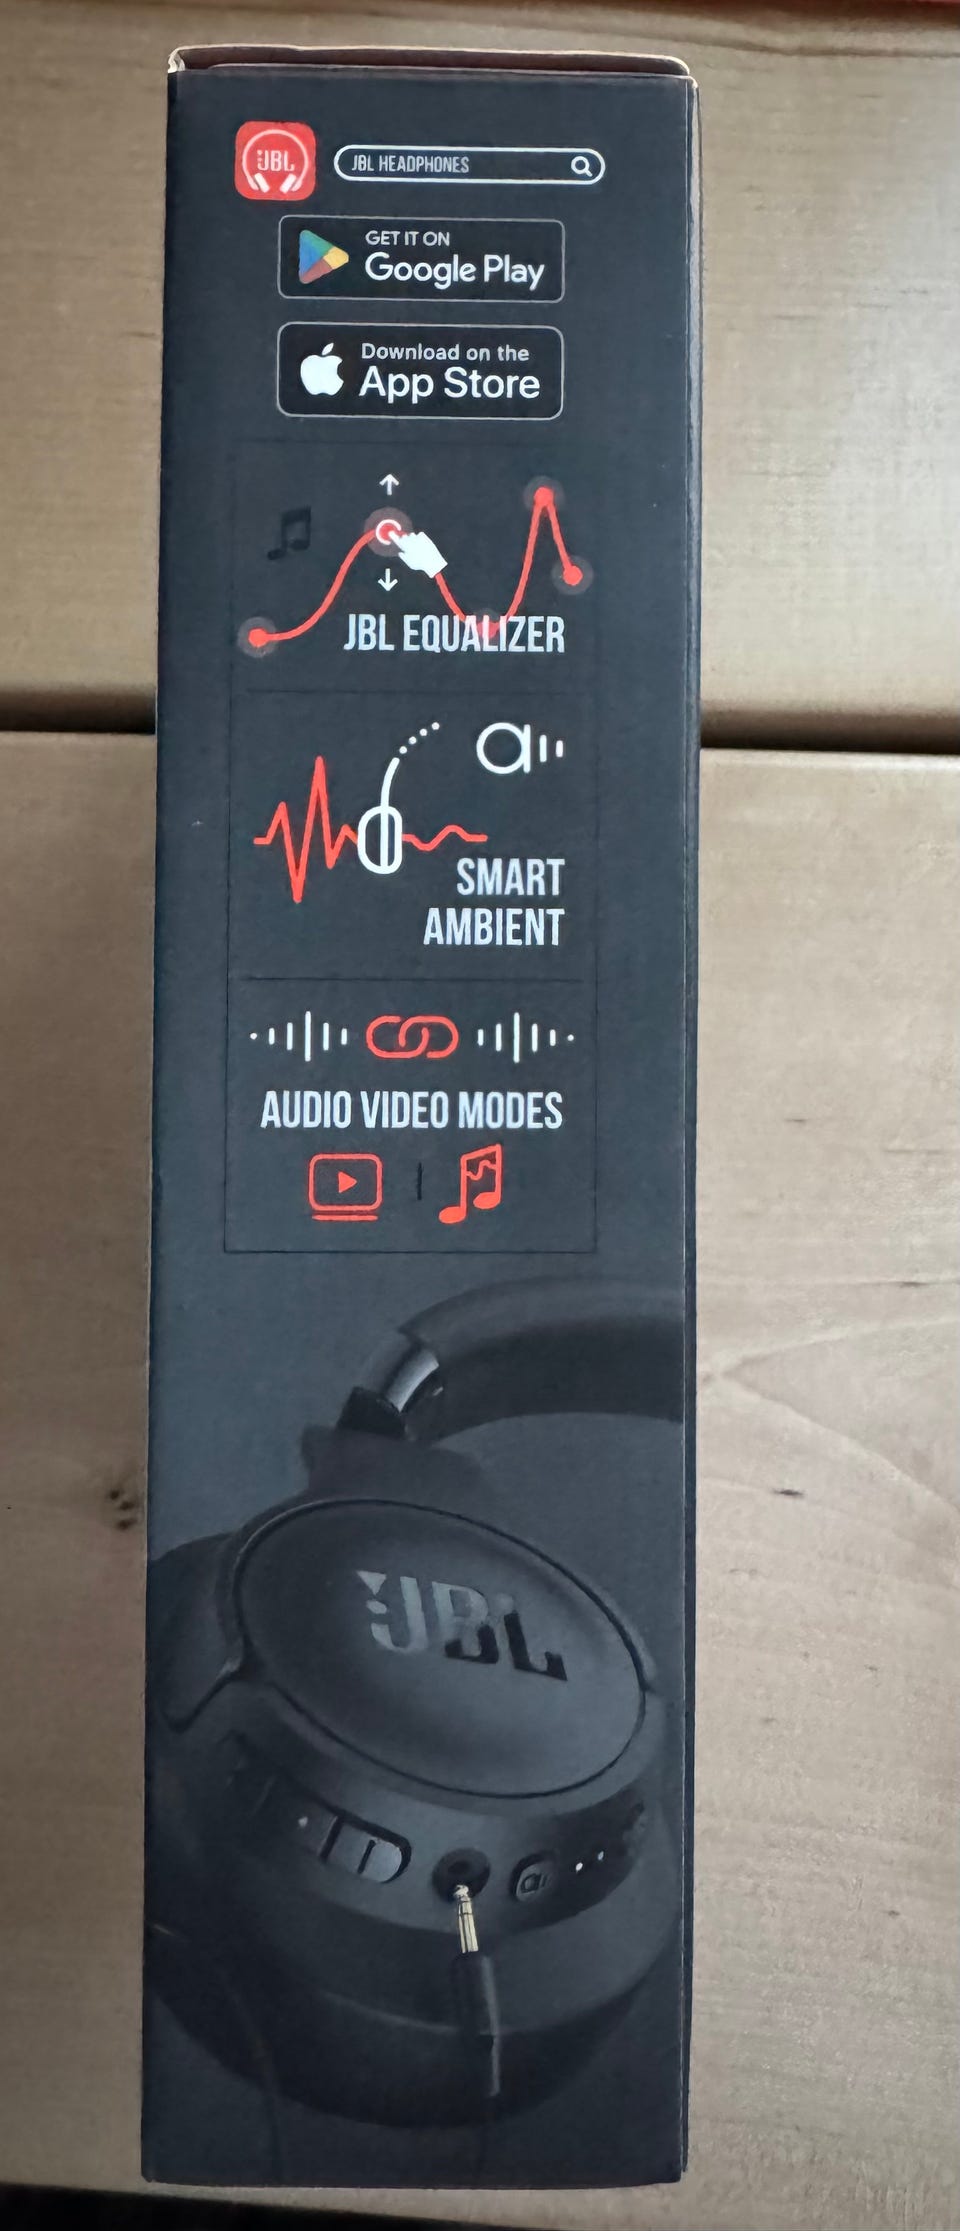 JBL
JBL HEADPHONES
GET IT ON
Google Play
Download on the
App Store
JBL EQUALIZER
SMART
AMBIENT
AUDIO VIDEO MODES
JBL